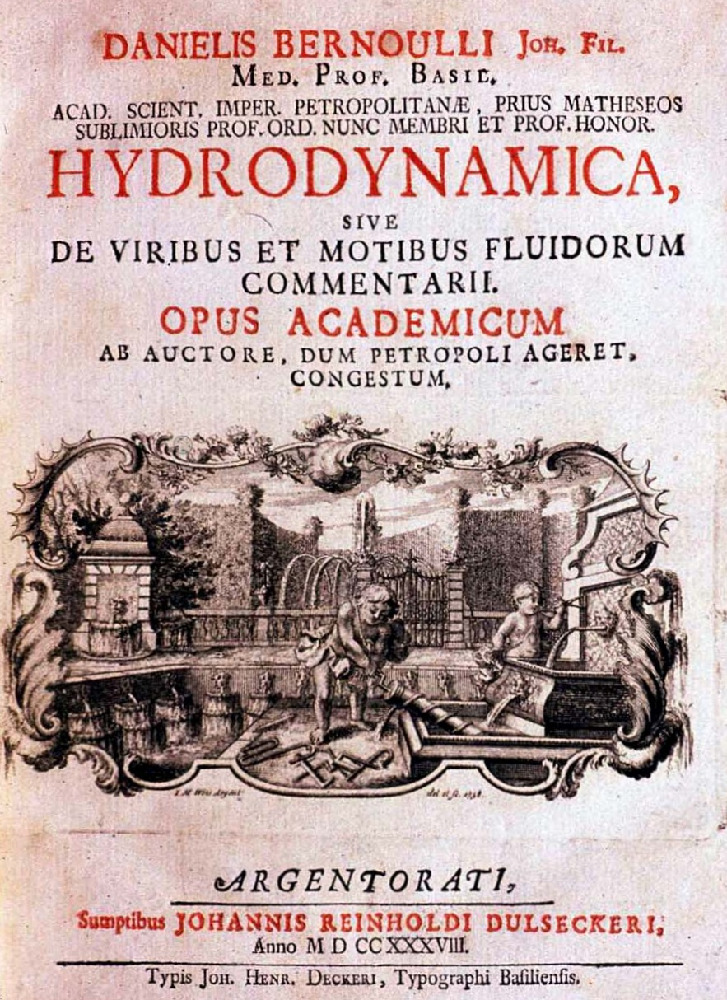 DANIELIS BERNOULLI JOH. FIL.
MED. PROF. BASIL.
ACAD. SCIENT. IMPER. PETROPOLITANÆ, PRIUS MATHESEOS
SUBLIMIORIS PROF. ORD. NUNC MEMBRI ET PROF. HONOR.
HYDRODYNAMICA,
SIVE
DE VIRIBUS ET MOTIBUS FLUIDORUM
COMMENTARII.
OPUS ACADEMICUM
AB AUCTORE, DUM PETROPOLI AGERET,
CONGESTUM.
del et sc. 1738.
ARGENTORATI,
Sumptibus JOHANNIS REINHOLDI DULSECKERI,
Anno M D CC XXXVIII.
Typis JOH. HENR. DECKERI, Typographi Baſilienſis.